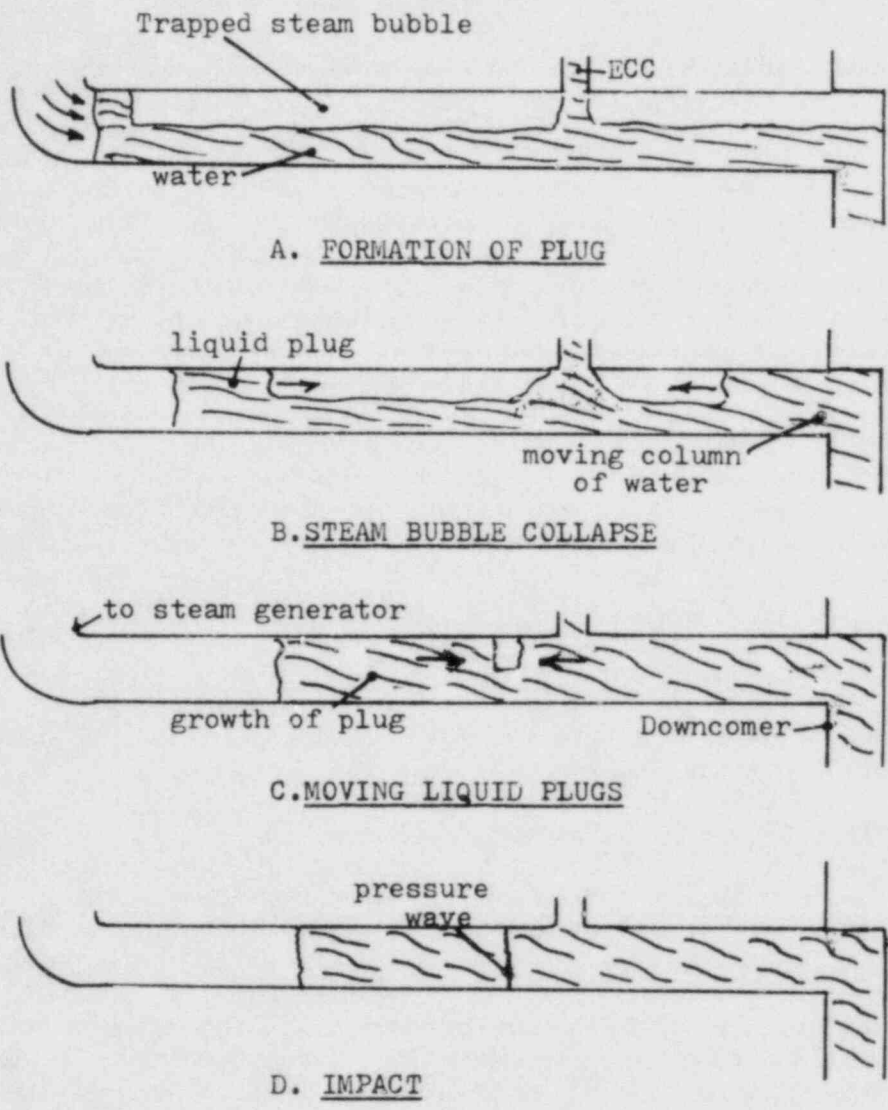 Trapped steam bubble
ECC
water
A. FORMATION OF PLUG
liquid plug
moving column
of water
B.STEAM BUBBLE COLLAPSE
to steam generator
growth of plug
Downcomer
C.MOVING LIQUID PLUGS
pressure
wave
D. IMPACT